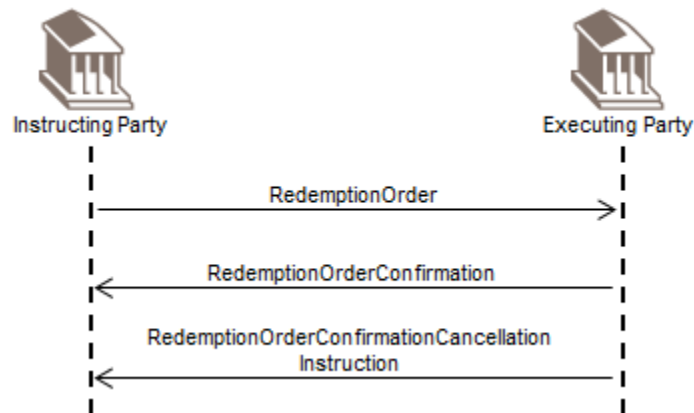 Instructing Party
Executing Party
RedemptionOrder
RedemptionOrderConfirmation
RedemptionOrderConfirmationCancellation
Instruction